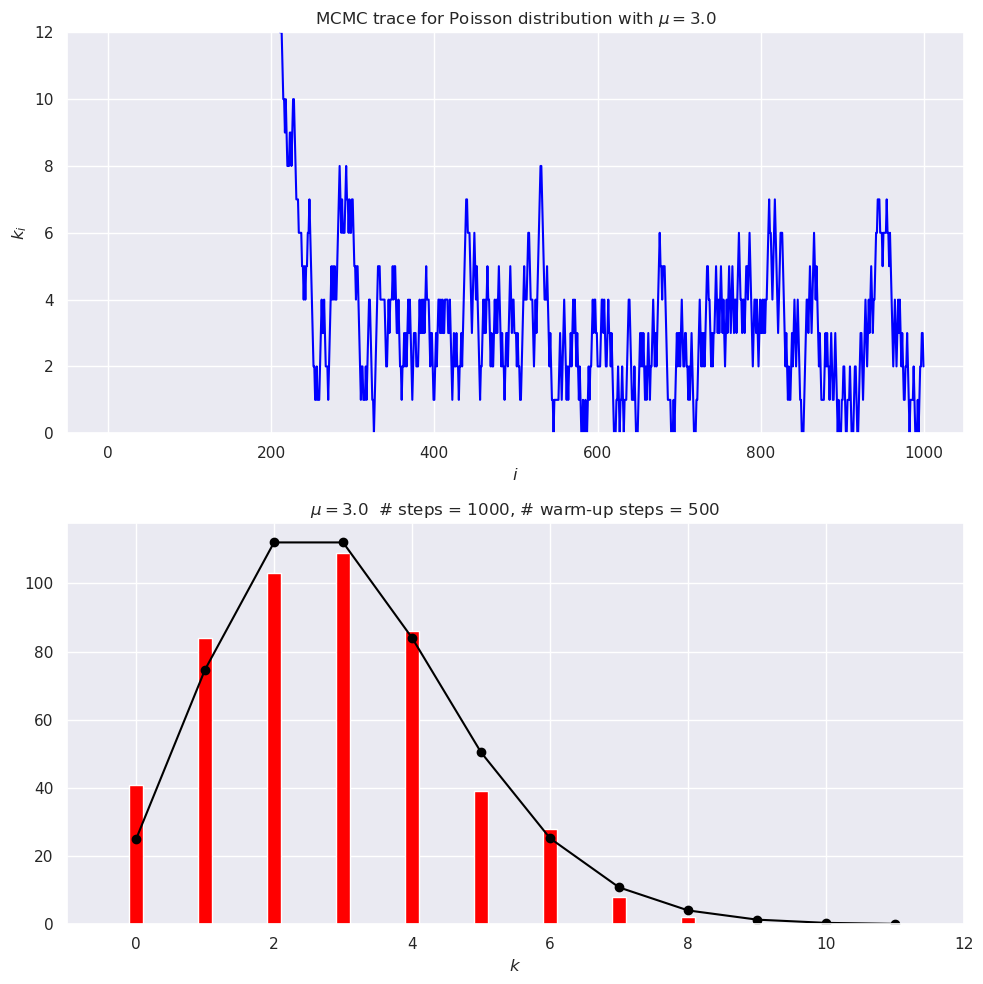 MCMC trace for Poisson distribution with μ = 3.0
12
10
8
6
4
2
0
k_i
0 200 400 600 800 1000
i
μ = 3.0 # steps = 1000, # warm-up steps = 500
100
80
60
40
20
0
0 2 4 6 8 10 12
k